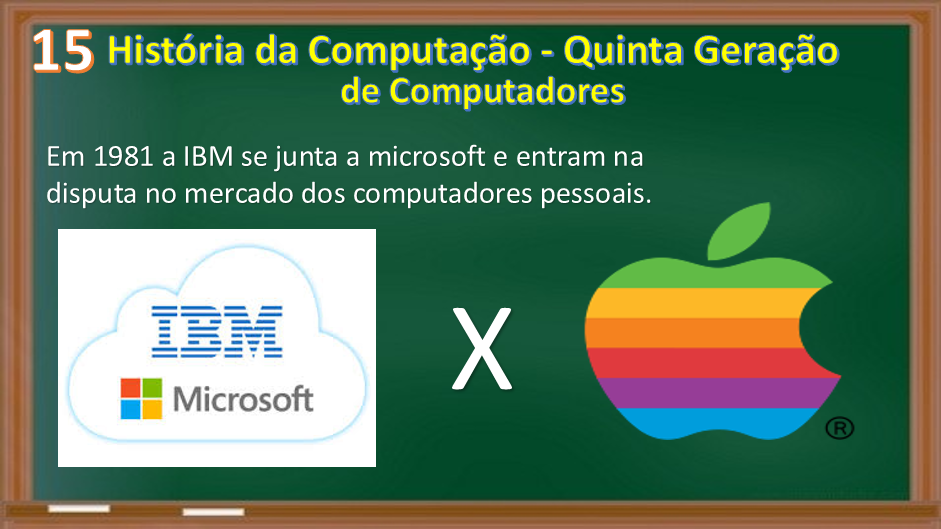 15 História da Computação - Quinta Geração
de Computadores
Em 1981 a IBM se junta a microsoft e entram na
disputa no mercado dos computadores pessoais.
IBM
Microsoft
X
®